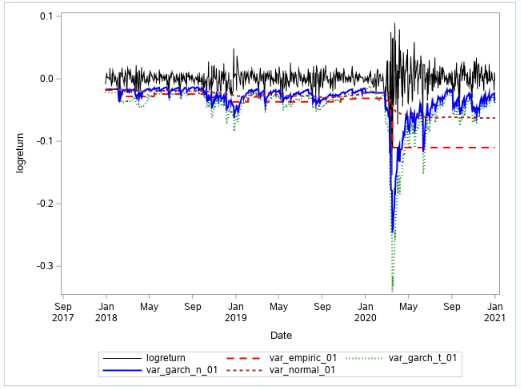 0.1
0.0
-0.1
-0.2
-0.3
logreturn
Sep Jan May Sep Jan May Sep Jan May Sep Jan
2017 2018 2019 2020 2021
Date
logreturn var_empiric_01 var_garch_t_01
var_garch_n_01 var_normal_01